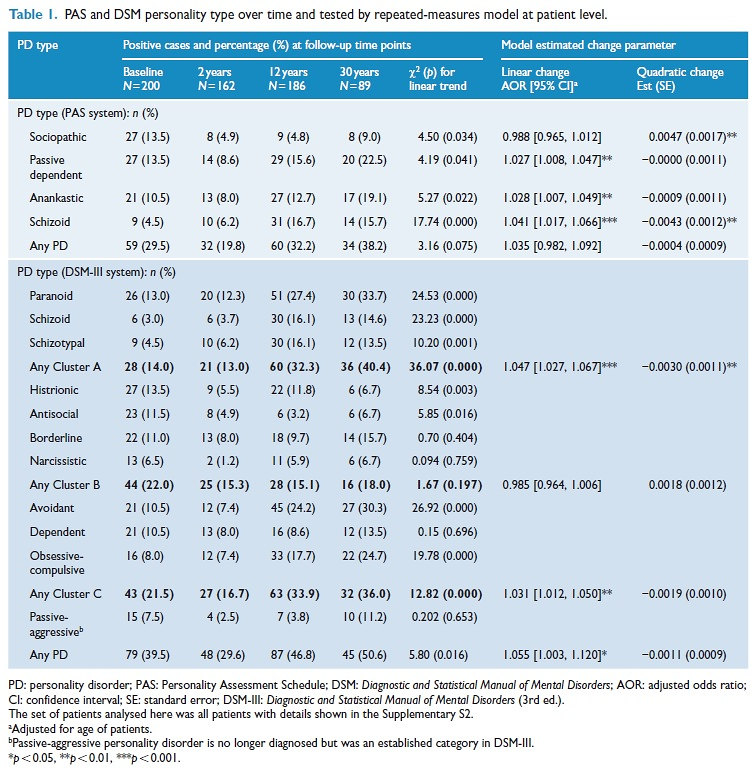 Table 1. PAS and DSM personality type over time and tested by repeated-measures model at patient level.
PD type Positive cases and percentage (%) at follow-up time points Model estimated change parameter
Baseline N=200 2 years N=162 12 years N=186 30 years N=89 χ² (p) for linear trend Linear change AOR [95% CI]ᵃ Quadratic change Est (SE)
PD type (PAS system): n (%)
Sociopathic 27 (13.5) 8 (4.9) 9 (4.8) 8 (9.0) 4.50 (0.034) 0.988 [0.965, 1.012] 0.0047 (0.0017)**
Passive dependent 27 (13.5) 14 (8.6) 29 (15.6) 20 (22.5) 4.19 (0.041) 1.027 [1.008, 1.047]** −0.0000 (0.0011)
Anankastic 21 (10.5) 13 (8.0) 27 (12.7) 17 (19.1) 5.27 (0.022) 1.028 [1.007, 1.049]** −0.0009 (0.0011)
Schizoid 9 (4.5) 10 (6.2) 31 (16.7) 14 (15.7) 17.74 (0.000) 1.041 [1.017, 1.066]*** −0.0043 (0.0012)**
Any PD 59 (29.5) 32 (19.8) 60 (32.2) 34 (38.2) 3.16 (0.075) 1.035 [0.982, 1.092] −0.0004 (0.0009)
PD type (DSM-III system): n (%)
Paranoid 26 (13.0) 20 (12.3) 51 (27.4) 30 (33.7) 24.53 (0.000)
Schizoid 6 (3.0) 6 (3.7) 30 (16.1) 13 (14.6) 23.23 (0.000)
Schizotypal 9 (4.5) 10 (6.2) 30 (16.1) 12 (13.5) 10.20 (0.001)
Any Cluster A 28 (14.0) 21 (13.0) 60 (32.3) 36 (40.4) 36.07 (0.000) 1.047 [1.027, 1.067]*** −0.0030 (0.0011)**
Histrionic 27 (13.5) 9 (5.5) 22 (11.8) 6 (6.7) 8.54 (0.003)
Antisocial 23 (11.5) 8 (4.9) 6 (3.2) 6 (6.7) 5.85 (0.016)
Borderline 22 (11.0) 13 (8.0) 18 (9.7) 14 (15.7) 0.70 (0.404)
Narcissistic 13 (6.5) 2 (1.2) 11 (5.9) 6 (6.7) 0.094 (0.759)
Any Cluster B 44 (22.0) 25 (15.3) 28 (15.1) 16 (18.0) 1.67 (0.197) 0.985 [0.964, 1.006] 0.0018 (0.0012)
Avoidant 21 (10.5) 12 (7.4) 45 (24.2) 27 (30.3) 26.92 (0.000)
Dependent 21 (10.5) 13 (8.0) 16 (8.6) 12 (13.5) 0.15 (0.696)
Obsessive-compulsive 16 (8.0) 12 (7.4) 33 (17.7) 22 (24.7) 19.78 (0.000)
Any Cluster C 43 (21.5) 27 (16.7) 63 (33.9) 32 (36.0) 12.82 (0.000) 1.031 [1.012, 1.050]** −0.0019 (0.0010)
Passive-aggressiveᵇ 15 (7.5) 4 (2.5) 7 (3.8) 10 (11.2) 0.202 (0.653)
Any PD 79 (39.5) 48 (29.6) 87 (46.8) 45 (50.6) 5.80 (0.016) 1.055 [1.003, 1.120]* −0.0011 (0.0009)
PD: personality disorder; PAS: Personality Assessment Schedule; DSM: Diagnostic and Statistical Manual of Mental Disorders; AOR: adjusted odds ratio;
CI: confidence interval; SE: standard error; DSM-III: Diagnostic and Statistical Manual of Mental Disorders (3rd ed.).
The set of patients analysed here was all patients with details shown in the Supplementary S2.
ᵃAdjusted for age of patients.
ᵇPassive-aggressive personality disorder is no longer diagnosed but was an established category in DSM-III.
*p<0.05, **p<0.01, ***p<0.001.